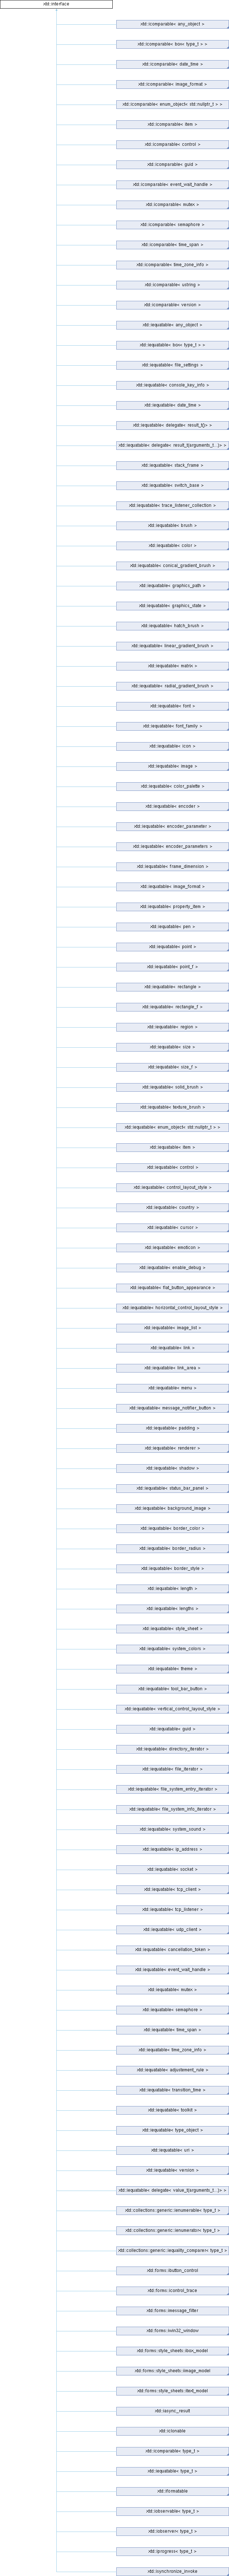 xtd::interface
xtd::icomparable< any_object >
xtd::icomparable< box< type_t > >
xtd::icomparable< date_time >
xtd::icomparable< image_format >
xtd::icomparable< enum_object< std::nullptr_t > >
xtd::icomparable< item >
xtd::icomparable< control >
xtd::icomparable< guid >
xtd::icomparable< event_wait_handle >
xtd::icomparable< mutex >
xtd::icomparable< semaphore >
xtd::icomparable< time_span >
xtd::icomparable< time_zone_info >
xtd::icomparable< ustring >
xtd::icomparable< version >
xtd::iequatable< any_object >
xtd::iequatable< box< type_t > >
xtd::iequatable< file_settings >
xtd::iequatable< console_key_info >
xtd::iequatable< date_time >
xtd::iequatable< delegate< result_t()> >
xtd::iequatable< delegate< result_t(arguments_t...)> >
xtd::iequatable< stack_frame >
xtd::iequatable< switch_base >
xtd::iequatable< trace_listener_collection >
xtd::iequatable< brush >
xtd::iequatable< color >
xtd::iequatable< conical_gradient_brush >
xtd::iequatable< graphics_path >
xtd::iequatable< graphics_state >
xtd::iequatable< hatch_brush >
xtd::iequatable< linear_gradient_brush >
xtd::iequatable< matrix >
xtd::iequatable< radial_gradient_brush >
xtd::iequatable< font >
xtd::iequatable< font_family >
xtd::iequatable< icon >
xtd::iequatable< image >
xtd::iequatable< color_palette >
xtd::iequatable< encoder >
xtd::iequatable< encoder_parameter >
xtd::iequatable< encoder_parameters >
xtd::iequatable< frame_dimension >
xtd::iequatable< image_format >
xtd::iequatable< property_item >
xtd::iequatable< pen >
xtd::iequatable< point >
xtd::iequatable< point_f >
xtd::iequatable< rectangle >
xtd::iequatable< rectangle_f >
xtd::iequatable< region >
xtd::iequatable< size >
xtd::iequatable< size_f >
xtd::iequatable< solid_brush >
xtd::iequatable< texture_brush >
xtd::iequatable< enum_object< std::nullptr_t > >
xtd::iequatable< item >
xtd::iequatable< control >
xtd::iequatable< control_layout_style >
xtd::iequatable< country >
xtd::iequatable< cursor >
xtd::iequatable< emoticon >
xtd::iequatable< enable_debug >
xtd::iequatable< flat_button_appearance >
xtd::iequatable< horizontal_control_layout_style >
xtd::iequatable< image_list >
xtd::iequatable< link >
xtd::iequatable< link_area >
xtd::iequatable< menu >
xtd::iequatable< message_notifier_button >
xtd::iequatable< padding >
xtd::iequatable< renderer >
xtd::iequatable< shadow >
xtd::iequatable< status_bar_panel >
xtd::iequatable< background_image >
xtd::iequatable< border_color >
xtd::iequatable< border_radius >
xtd::iequatable< border_style >
xtd::iequatable< length >
xtd::iequatable< lengths >
xtd::iequatable< style_sheet >
xtd::iequatable< system_colors >
xtd::iequatable< theme >
xtd::iequatable< tool_bar_button >
xtd::iequatable< vertical_control_layout_style >
xtd::iequatable< guid >
xtd::iequatable< directory_iterator >
xtd::iequatable< file_iterator >
xtd::iequatable< file_system_entry_iterator >
xtd::iequatable< file_system_info_iterator >
xtd::iequatable< system_sound >
xtd::iequatable< ip_address >
xtd::iequatable< socket >
xtd::iequatable< tcp_client >
xtd::iequatable< tcp_listener >
xtd::iequatable< udp_client >
xtd::iequatable< cancellation_token >
xtd::iequatable< event_wait_handle >
xtd::iequatable< mutex >
xtd::iequatable< semaphore >
xtd::iequatable< time_span >
xtd::iequatable< time_zone_info >
xtd::iequatable< adjustement_rule >
xtd::iequatable< transition_time >
xtd::iequatable< toolkit >
xtd::iequatable< type_object >
xtd::iequatable< uri >
xtd::iequatable< version >
xtd::iequatable< delegate< value_t(arguments_t...)> >
xtd::collections::generic::ienumerable< type_t >
xtd::collections::generic::ienumerator< type_t >
xtd::collections::generic::iequality_comparer< type_t >
xtd::forms::ibutton_control
xtd::forms::icontrol_trace
xtd::forms::imessage_filter
xtd::forms::iwin32_window
xtd::forms::style_sheets::ibox_model
xtd::forms::style_sheets::iimage_model
xtd::forms::style_sheets::itext_model
xtd::iasync_result
xtd::iclonable
xtd::icomparable< type_t >
xtd::iequatable< type_t >
xtd::iformatable
xtd::iobservable< type_t >
xtd::iobserver< type_t >
xtd::iprogress< type_t >
xtd::isynchronize_invoke